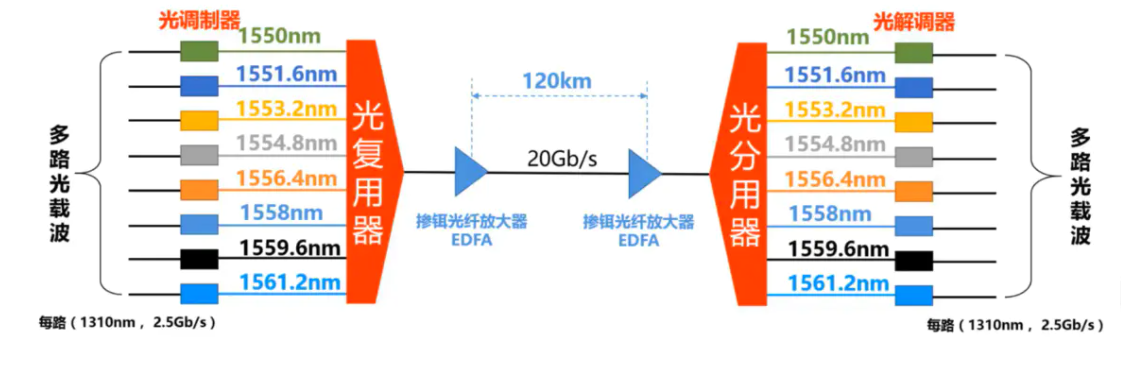 光调制器
光解调器
1550nm
1551.6nm
1553.2nm
1554.8nm
1556.4nm
1558nm
1559.6nm
1561.2nm
多路光载波
每路（1310nm ，2.5Gb/s）
光复用器
120km
20Gb/s
掺铒光纤放大器
EDFA
掺铒光纤放大器
EDFA
光分用器
1550nm
1551.6nm
1553.2nm
1554.8nm
1556.4nm
1558nm
1559.6nm
1561.2nm
多路光载波
每路（1310nm ，2.5Gb/s）